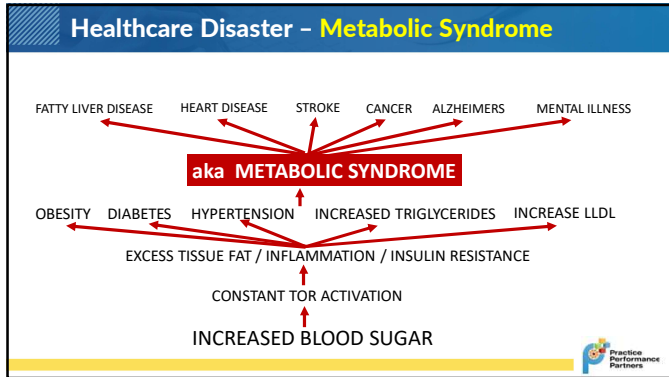 Healthcare Disaster – Metabolic Syndrome
FATTY LIVER DISEASE HEART DISEASE STROKE CANCER ALZHEIMERS MENTAL ILLNESS
aka METABOLIC SYNDROME
OBESITY DIABETES HYPERTENSION INCREASED TRIGLYCERIDES INCREASE LLDL
EXCESS TISSUE FAT / INFLAMMATION / INSULIN RESISTANCE
CONSTANT TOR ACTIVATION
INCREASED BLOOD SUGAR
Practice
Performance
Partners